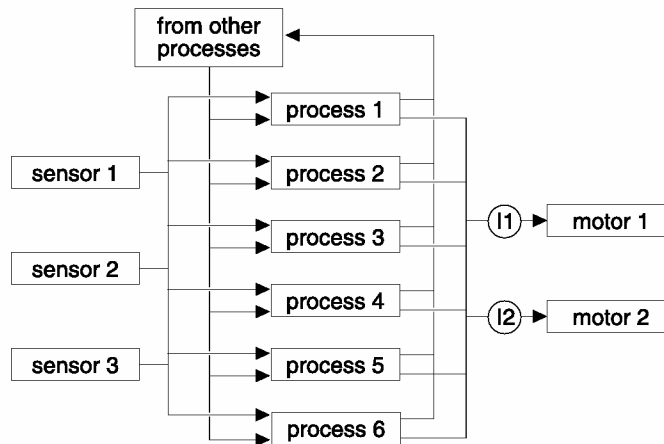 from other
processes
process 1
process 2
process 3
process 4
process 5
process 6
sensor 1
sensor 2
sensor 3
I1
I2
motor 1
motor 2